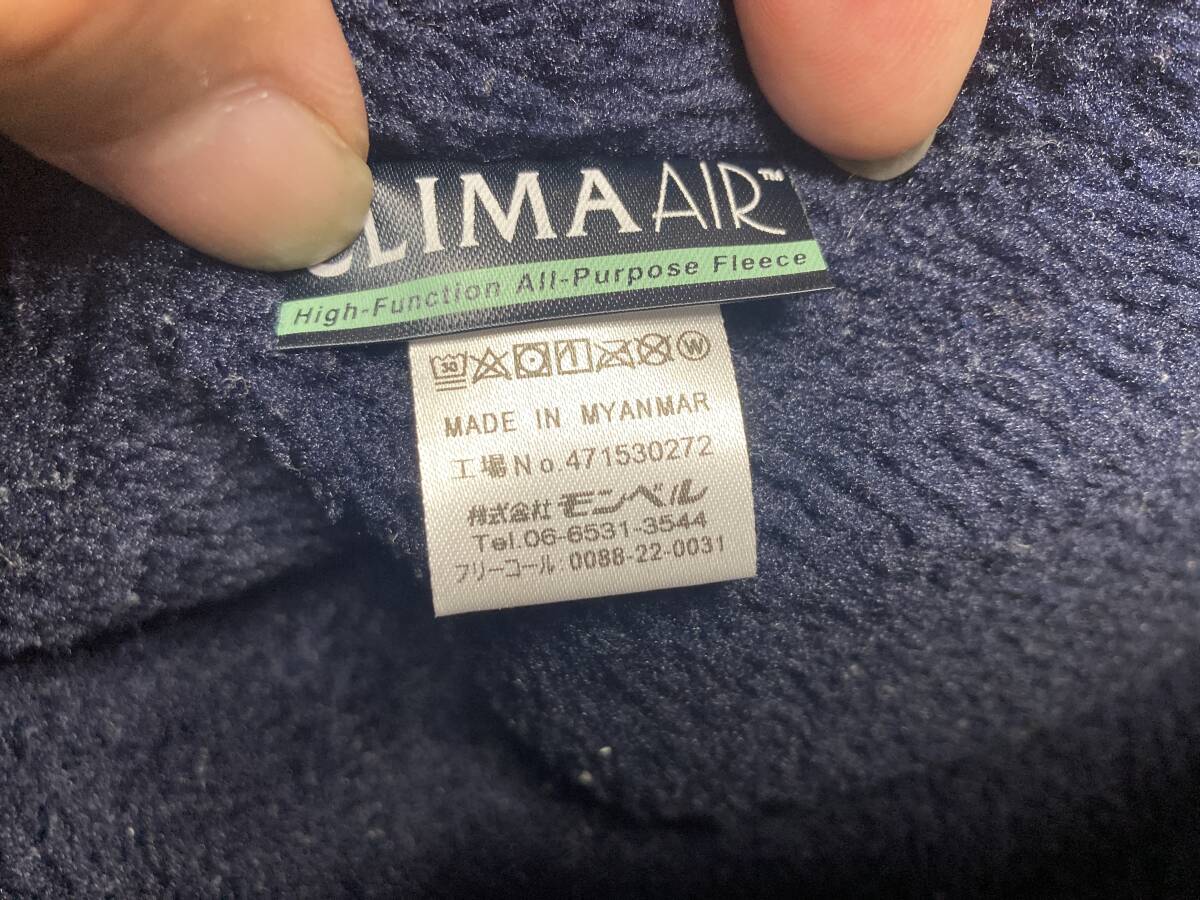 CLIMAAIR™
High-Function All-Purpose Fleece
30 W
MADE IN MYANMAR
工場No.471530272
株式会社モンベル
Tel.06-6531-3544
フリーコール 0088-22-0031